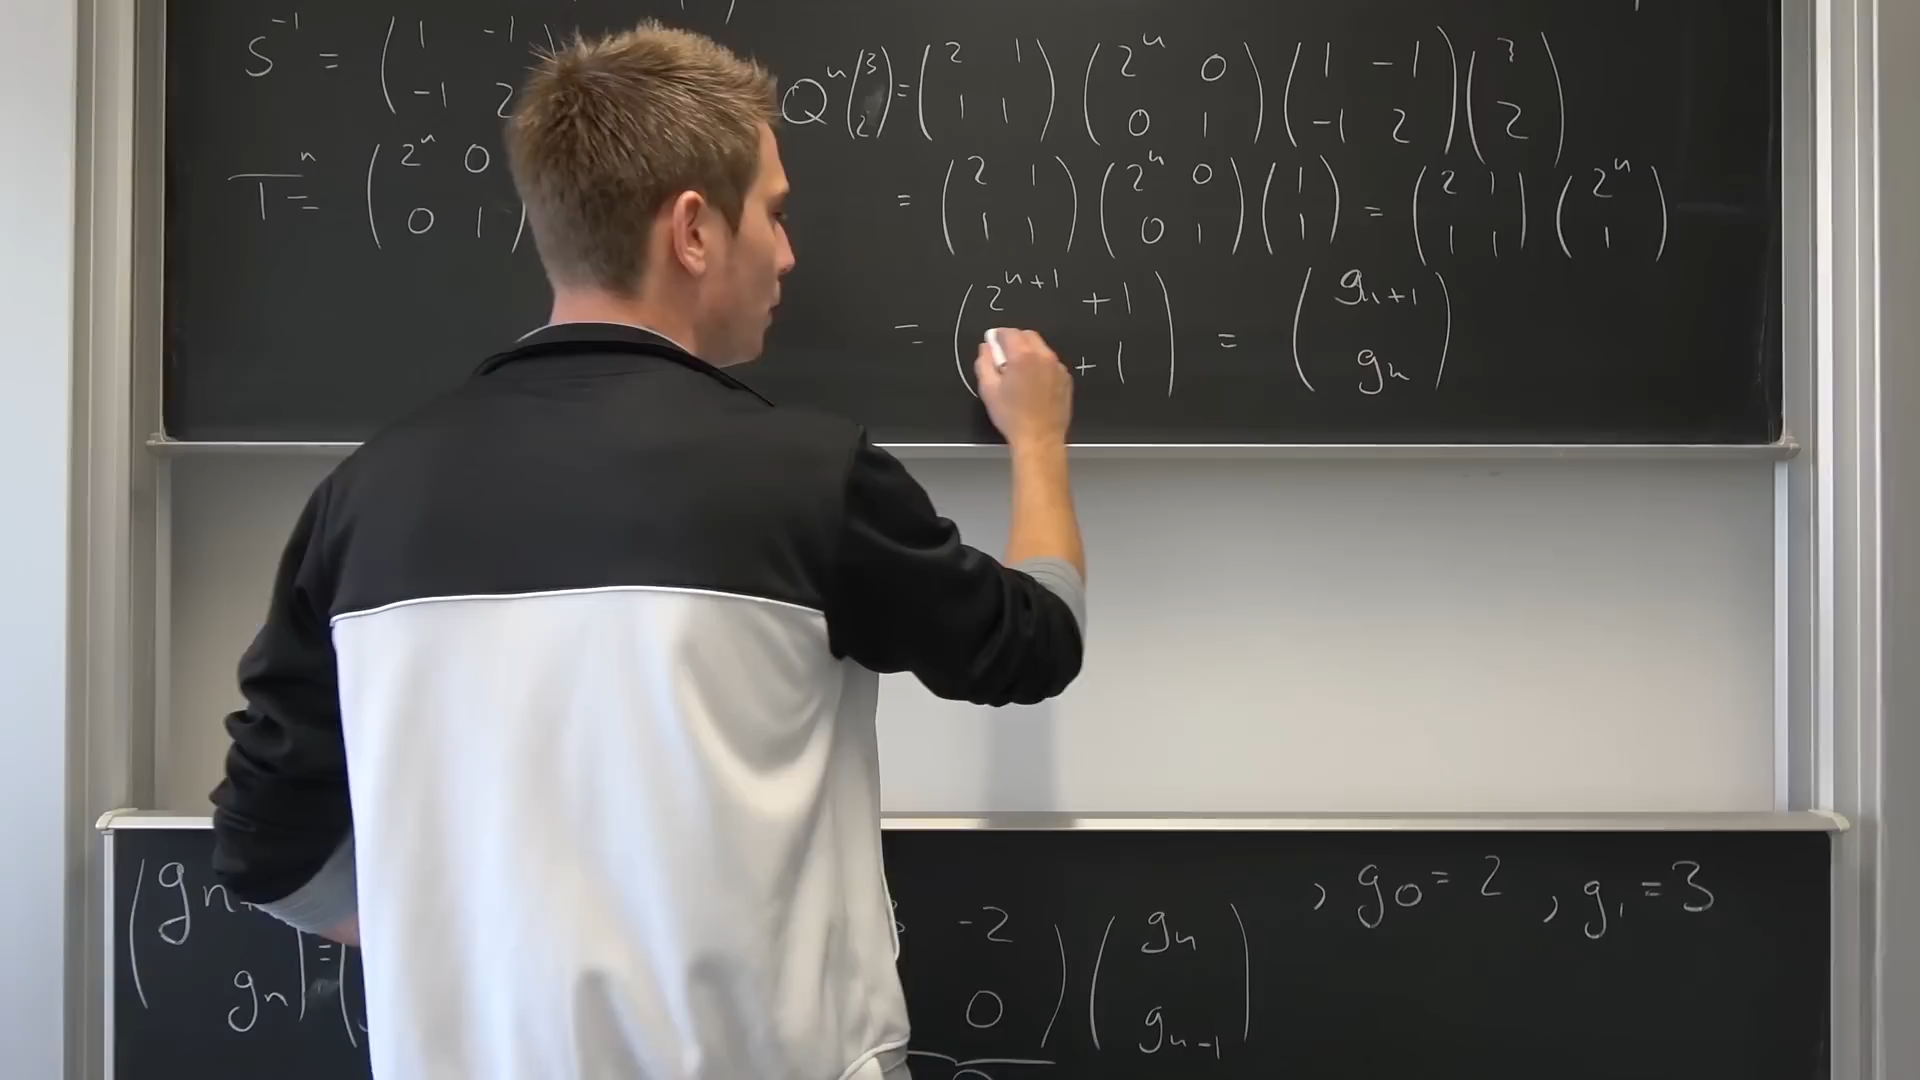 S⁻¹ = ( 1 -1 ; -1 2
Tⁿ = ( 2ⁿ 0 ; 0 1 )
Qⁿ ( 3 ; 2 ) = ( 2 1 ; 1 1 ) ( 2ⁿ 0 ; 0 1 ) ( 1 -1 ; -1 2 ) ( 3 ; 2 )
= ( 2 1 ; 1 1 ) ( 2ⁿ 0 ; 0 1 ) ( 1 ; 1 ) = ( 2 1 ; 1 1 ) ( 2ⁿ ; 1 )
= ( 2ⁿ⁺¹ + 1 ; + 1 ) = ( gₙ₊₁ ; gₙ )
( gₙ ; gₙ ) = ( -2 ; 0 ) ( gₙ ; gₙ₋₁ ) , g₀ = 2 , g₁ = 3